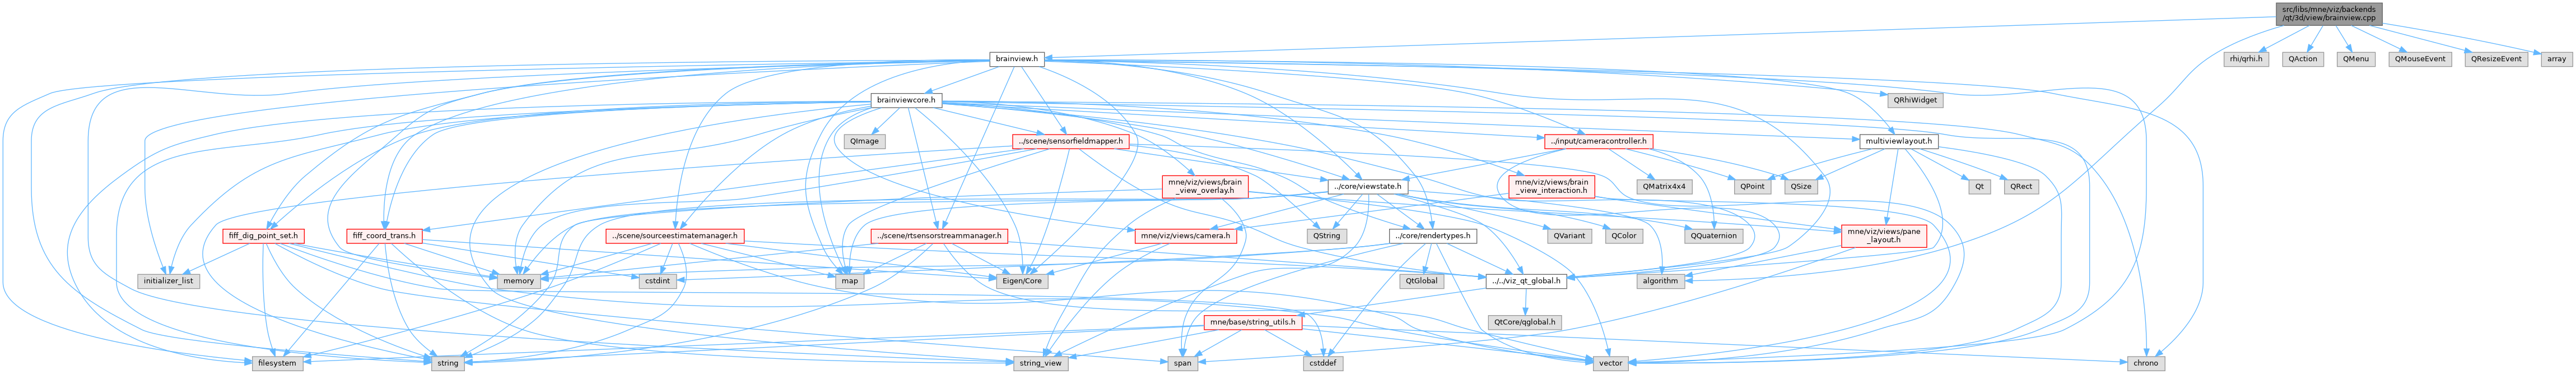 src/libs/mne/viz/backends
/qt/3d/view/brainview.cpp
brainview.h
rhi/qrhi.h
QAction
QMenu
QMouseEvent
QResizeEvent
array
brainviewcore.h
QRhiWidget
QImage
../scene/sensorfieldmapper.h
../input/cameracontroller.h
multiviewlayout.h
mne/viz/views/brain
_view_overlay.h
../core/viewstate.h
mne/viz/views/brain
_view_interaction.h
QMatrix4x4
QPoint
QSize
Qt
QRect
fiff_dig_point_set.h
fiff_coord_trans.h
../scene/sourceestimatemanager.h
../scene/rtsensorstreammanager.h
mne/viz/views/camera.h
QString
../core/rendertypes.h
QVariant
QColor
QQuaternion
mne/viz/views/pane
_layout.h
initializer_list
memory
cstdint
map
Eigen/Core
QtGlobal
../../viz_qt_global.h
algorithm
mne/base/string_utils.h
QtCore/qglobal.h
filesystem
string
string_view
span
cstddef
vector
chrono